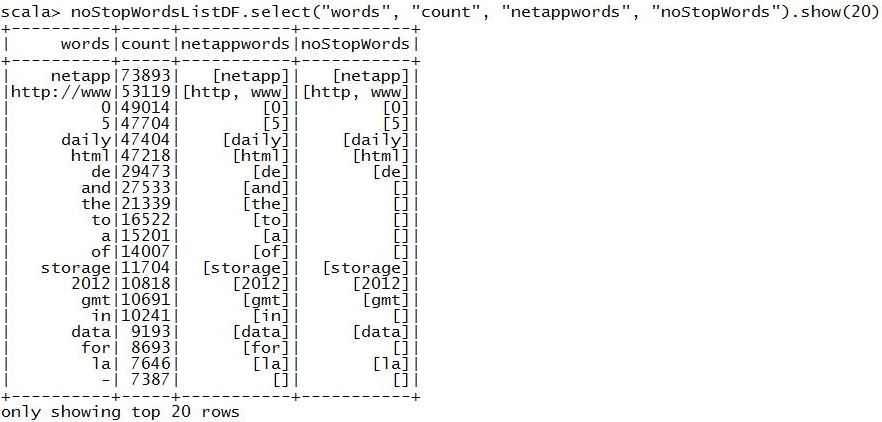 scala> noStopWordsListDF.select("words", "count", "netappwords", "noStopWords").show(20)
+----------+-----+-----------+-----------+
|     words|count|netappwords|noStopWords|
+----------+-----+-----------+-----------+
|    netapp|73893|   [netapp]|   [netapp]|
|http://www|53119|[http, www]|[http, www]|
|         0|49014|        [0]|        [0]|
|         5|47704|        [5]|        [5]|
|     daily|47404|    [daily]|    [daily]|
|      html|47218|     [html]|     [html]|
|        de|29473|       [de]|       [de]|
|       and|27533|      [and]|         []|
|       the|21339|      [the]|         []|
|        to|16522|       [to]|         []|
|         a|15201|        [a]|         []|
|        of|14007|       [of]|         []|
|   storage|11704|  [storage]|  [storage]|
|      2012|10818|     [2012]|     [2012]|
|       gmt|10691|      [gmt]|      [gmt]|
|        in|10241|       [in]|         []|
|      data| 9193|     [data]|     [data]|
|       for| 8693|      [for]|         []|
|        la| 7646|       [la]|       [la]|
|         -| 7387|         []|         []|
+----------+-----+-----------+-----------+
only showing top 20 rows